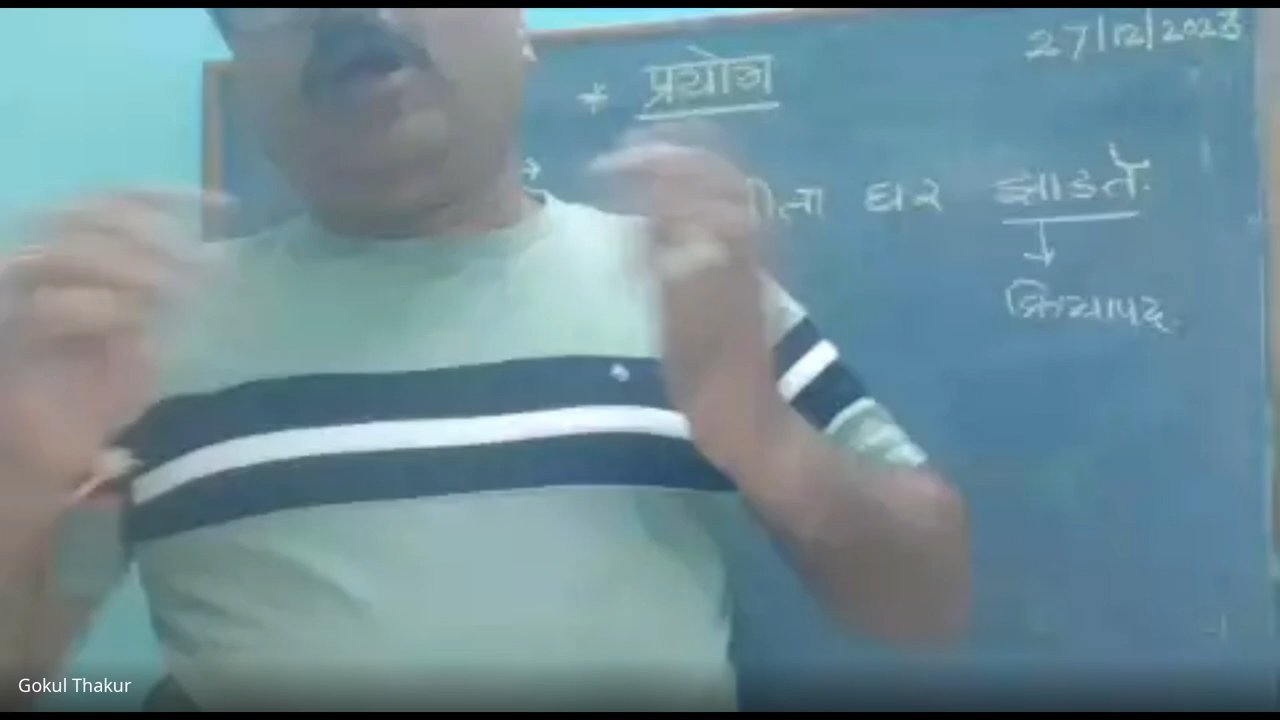 27/12/2023
* प्रयोग
घर झाडते.
↓
क्रियापद
Gokul Thakur